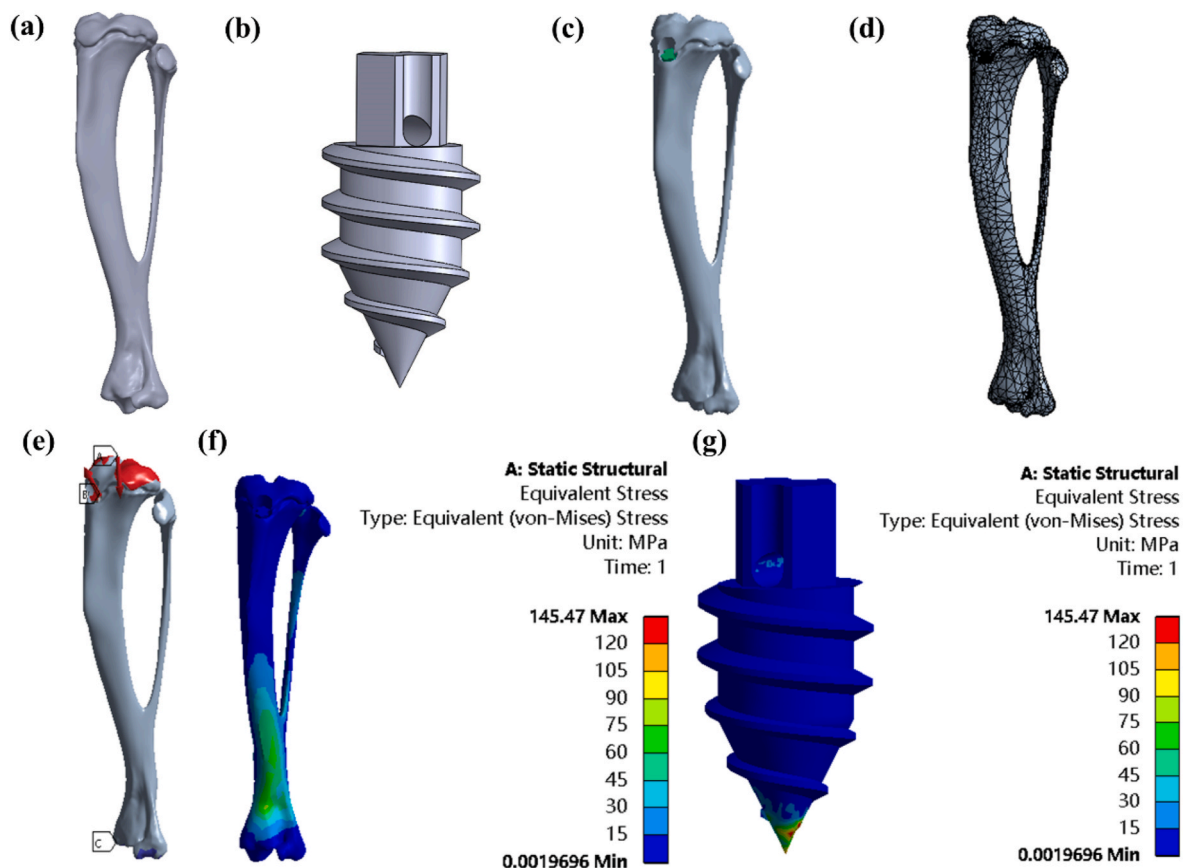 (a)
(b)
(c)
(d)
(e)
A
B
C
(f)
A: Static Structural
Equivalent Stress
Type: Equivalent (von-Mises) Stress
Unit: MPa
Time: 1
145.47 Max
120
105
90
75
60
45
30
15
0.0019696 Min
(g)
A: Static Structural
Equivalent Stress
Type: Equivalent (von-Mises) Stress
Unit: MPa
Time: 1
145.47 Max
120
105
90
75
60
45
30
15
0.0019696 Min